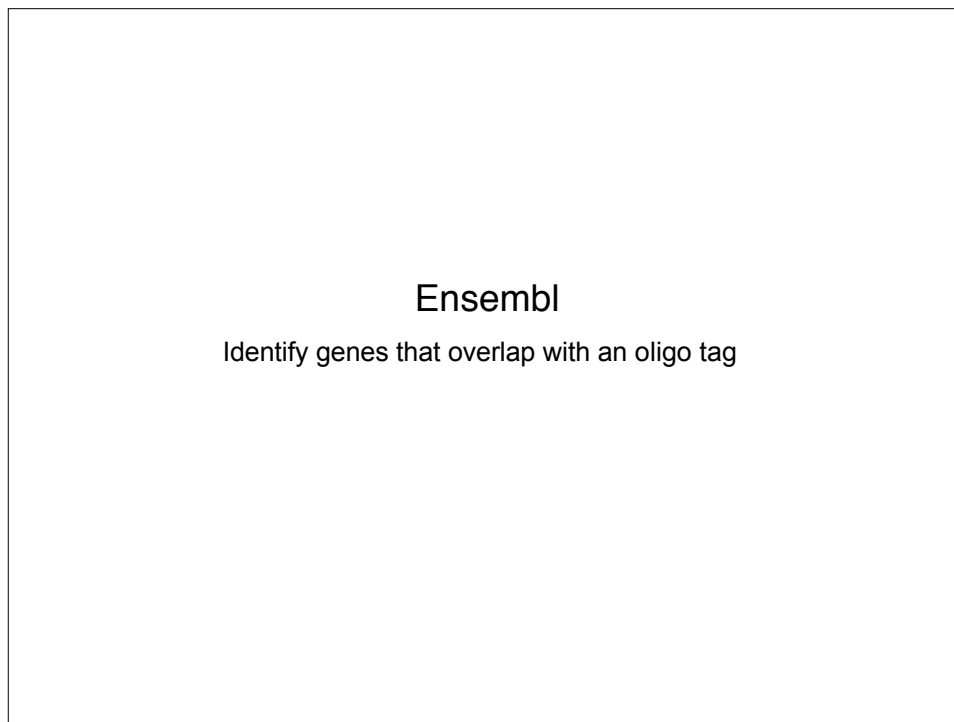 Ensembl
Identify genes that overlap with an oligo tag